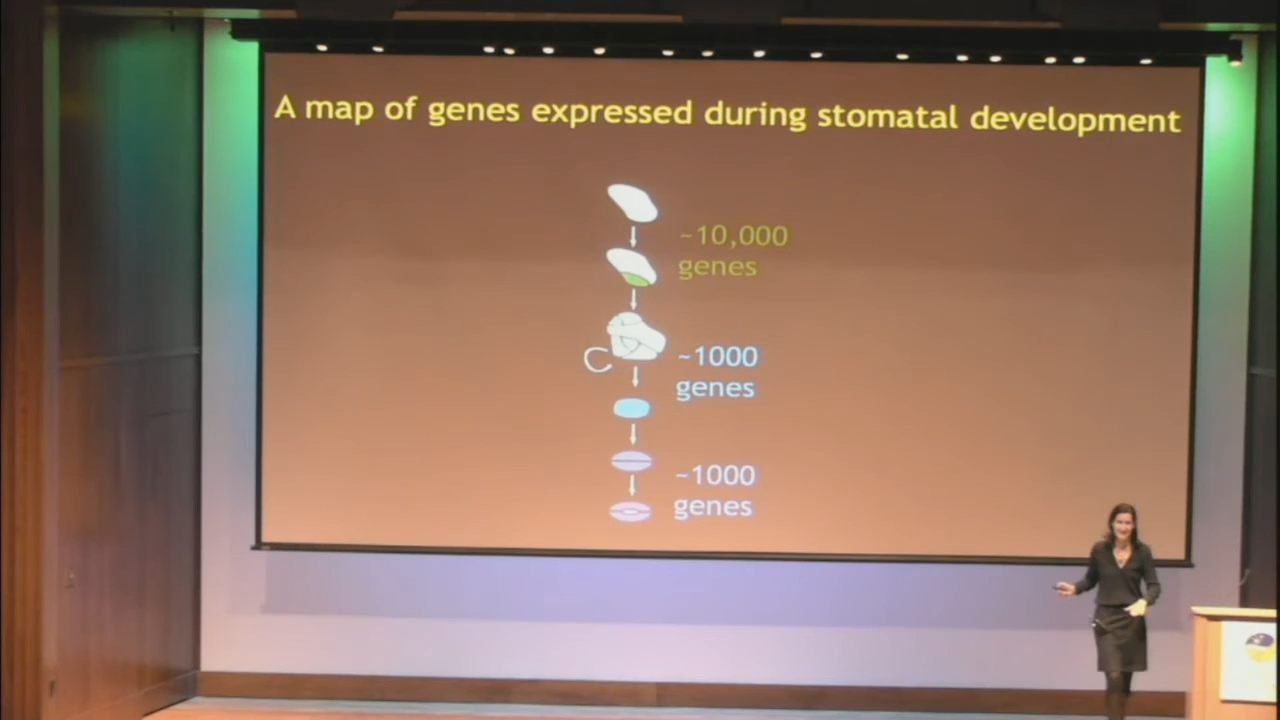 A map of genes expressed during stomatal development
~10,000
genes
~1000
genes
~1000
genes